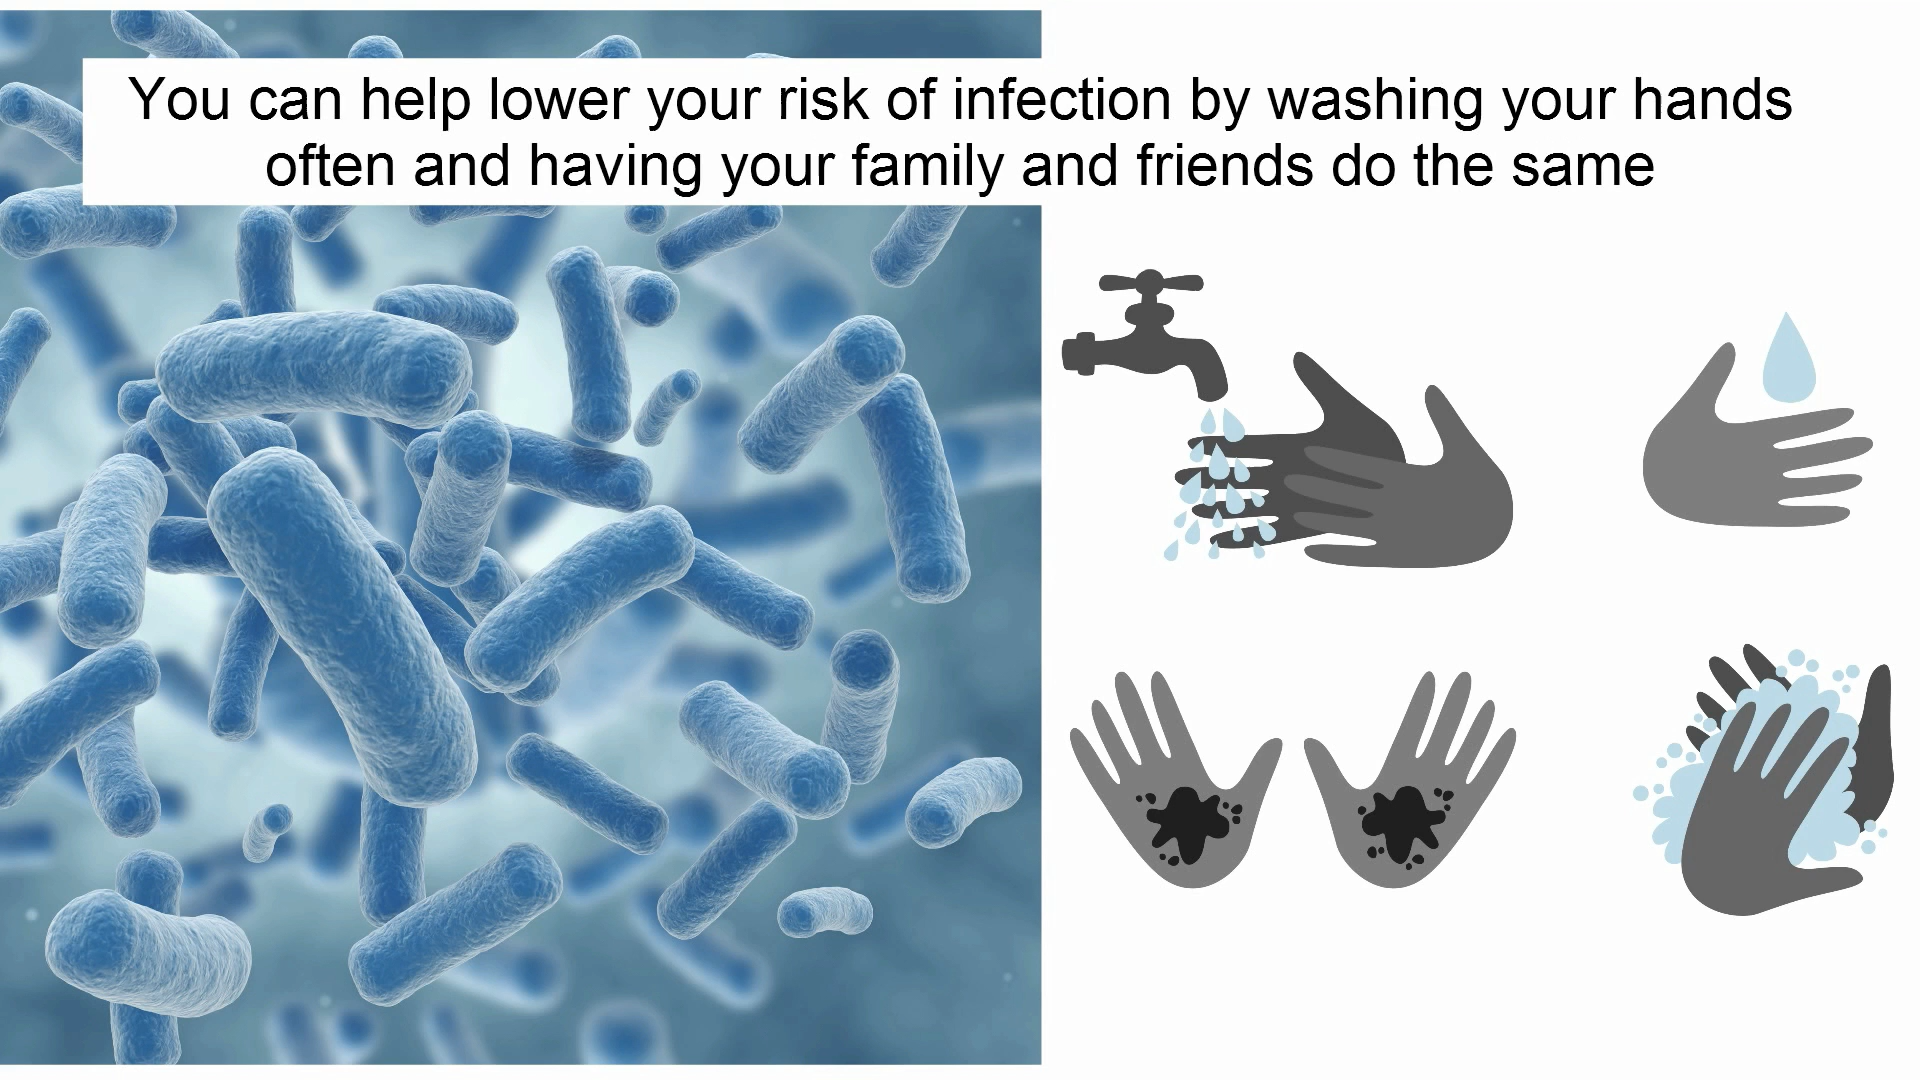 You can help lower your risk of infection by washing your hands
often and having your family and friends do the same